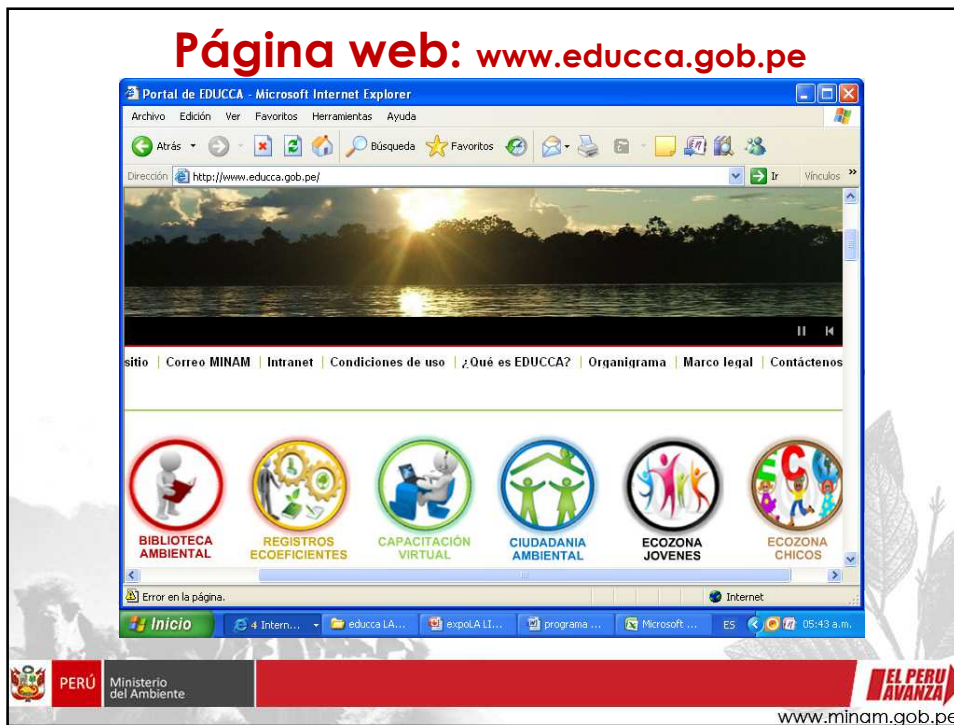 Página web: www.educca.gob.pe
Portal de EDUCCA - Microsoft Internet Explorer
Archivo Edición Ver Favoritos Herramientas Ayuda
Atrás Búsqueda Favoritos
Dirección http://www.educca.gob.pe/ Ir Vínculos »
sitio | Correo MINAM | Intranet | Condiciones de uso | ¿Qué es EDUCCA? | Organigrama | Marco legal | Contáctenos
ECO
BIBLIOTECA AMBIENTAL
REGISTROS ECOEFICIENTES
CAPACITACIÓN VIRTUAL
CIUDADANIA AMBIENTAL
ECOZONA JOVENES
ECOZONA CHICOS
Error en la página. Internet
Inicio 4 Intern... educca LA... expoLA LI... programa ... Microsoft ... ES 05:43 a.m.
PERÚ Ministerio del Ambiente
EL PERU AVANZA
www.minam.gob.pe